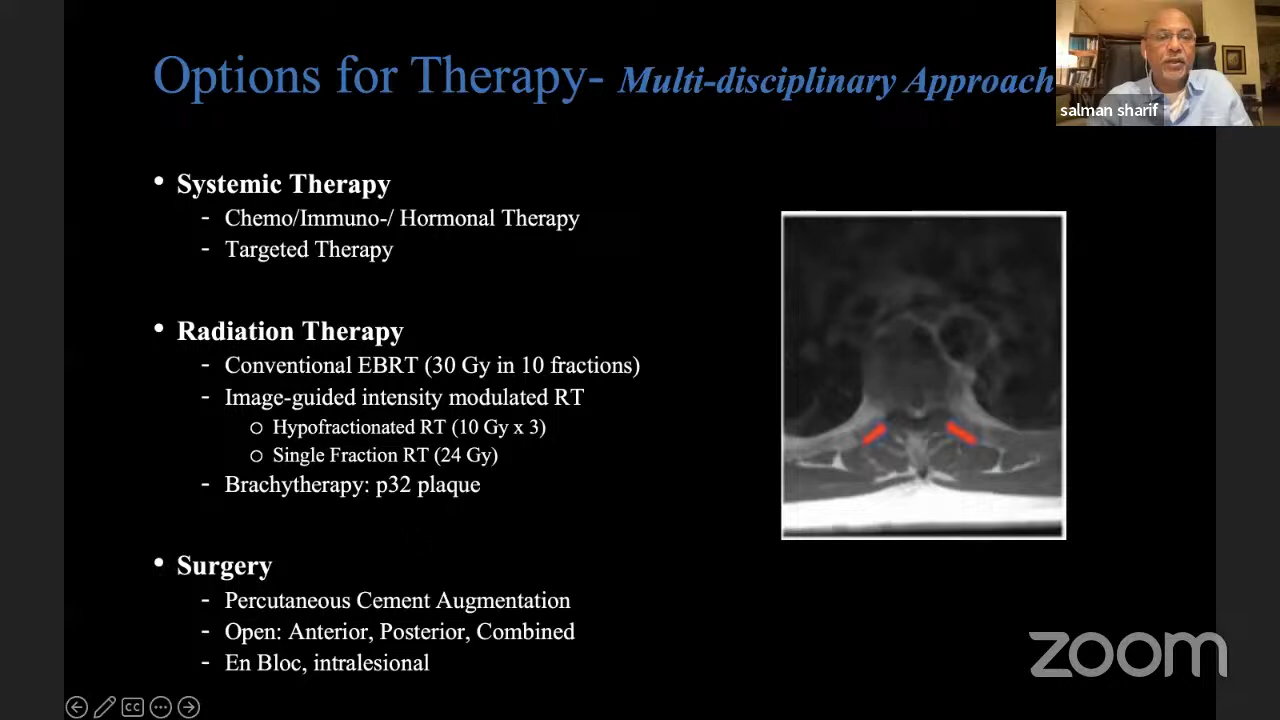 Options for Therapy- Multi-disciplinary Approach
salman sharif
• Systemic Therapy
- Chemo/Immuno-/ Hormonal Therapy
- Targeted Therapy
• Radiation Therapy
- Conventional EBRT (30 Gy in 10 fractions)
- Image-guided intensity modulated RT
○ Hypofractionated RT (10 Gy x 3)
○ Single Fraction RT (24 Gy)
- Brachytherapy: p32 plaque
• Surgery
- Percutaneous Cement Augmentation
- Open: Anterior, Posterior, Combined
- En Bloc, intralesional
zoom
CC